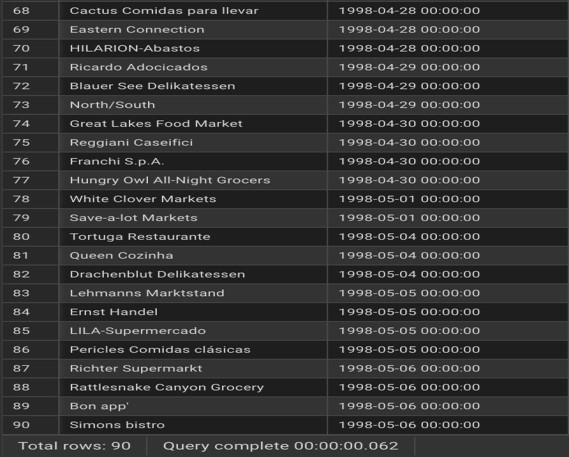 68 Cactus Comidas para llevar 1998-04-28 00:00:00
69 Eastern Connection 1998-04-28 00:00:00
70 HILARION-Abastos 1998-04-28 00:00:00
71 Ricardo Adocicados 1998-04-29 00:00:00
72 Blauer See Delikatessen 1998-04-29 00:00:00
73 North/South 1998-04-29 00:00:00
74 Great Lakes Food Market 1998-04-30 00:00:00
75 Reggiani Caseifici 1998-04-30 00:00:00
76 Franchi S.p.A. 1998-04-30 00:00:00
77 Hungry Owl All-Night Grocers 1998-04-30 00:00:00
78 White Clover Markets 1998-05-01 00:00:00
79 Save-a-lot Markets 1998-05-01 00:00:00
80 Tortuga Restaurante 1998-05-04 00:00:00
81 Queen Cozinha 1998-05-04 00:00:00
82 Drachenblut Delikatessen 1998-05-04 00:00:00
83 Lehmanns Marktstand 1998-05-05 00:00:00
84 Ernst Handel 1998-05-05 00:00:00
85 LILA-Supermercado 1998-05-05 00:00:00
86 Pericles Comidas clásicas 1998-05-05 00:00:00
87 Richter Supermarkt 1998-05-06 00:00:00
88 Rattlesnake Canyon Grocery 1998-05-06 00:00:00
89 Bon app' 1998-05-06 00:00:00
90 Simons bistro 1998-05-06 00:00:00
Total rows: 90 Query complete 00:00:00.062